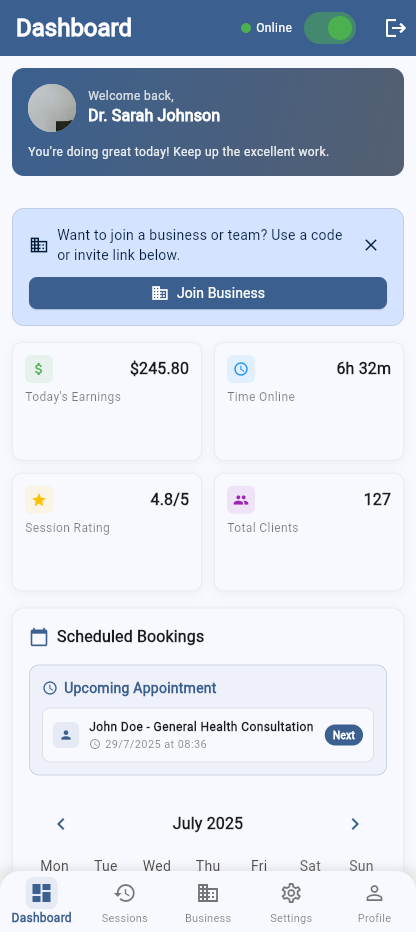 Dashboard
Online
Welcome back,
Dr. Sarah Johnson
You're doing great today! Keep up the excellent work.
Want to join a business or team? Use a code
or invite link below.
Join Business
$245.80
Today's Earnings
6h 32m
Time Online
4.8/5
Session Rating
127
Total Clients
Scheduled Bookings
Upcoming Appointment
John Doe - General Health Consultation
29/7/2025 at 08:36
Next
July 2025
Mon Tue Wed Thu Fri Sat Sun
Dashboard Sessions Business Settings Profile